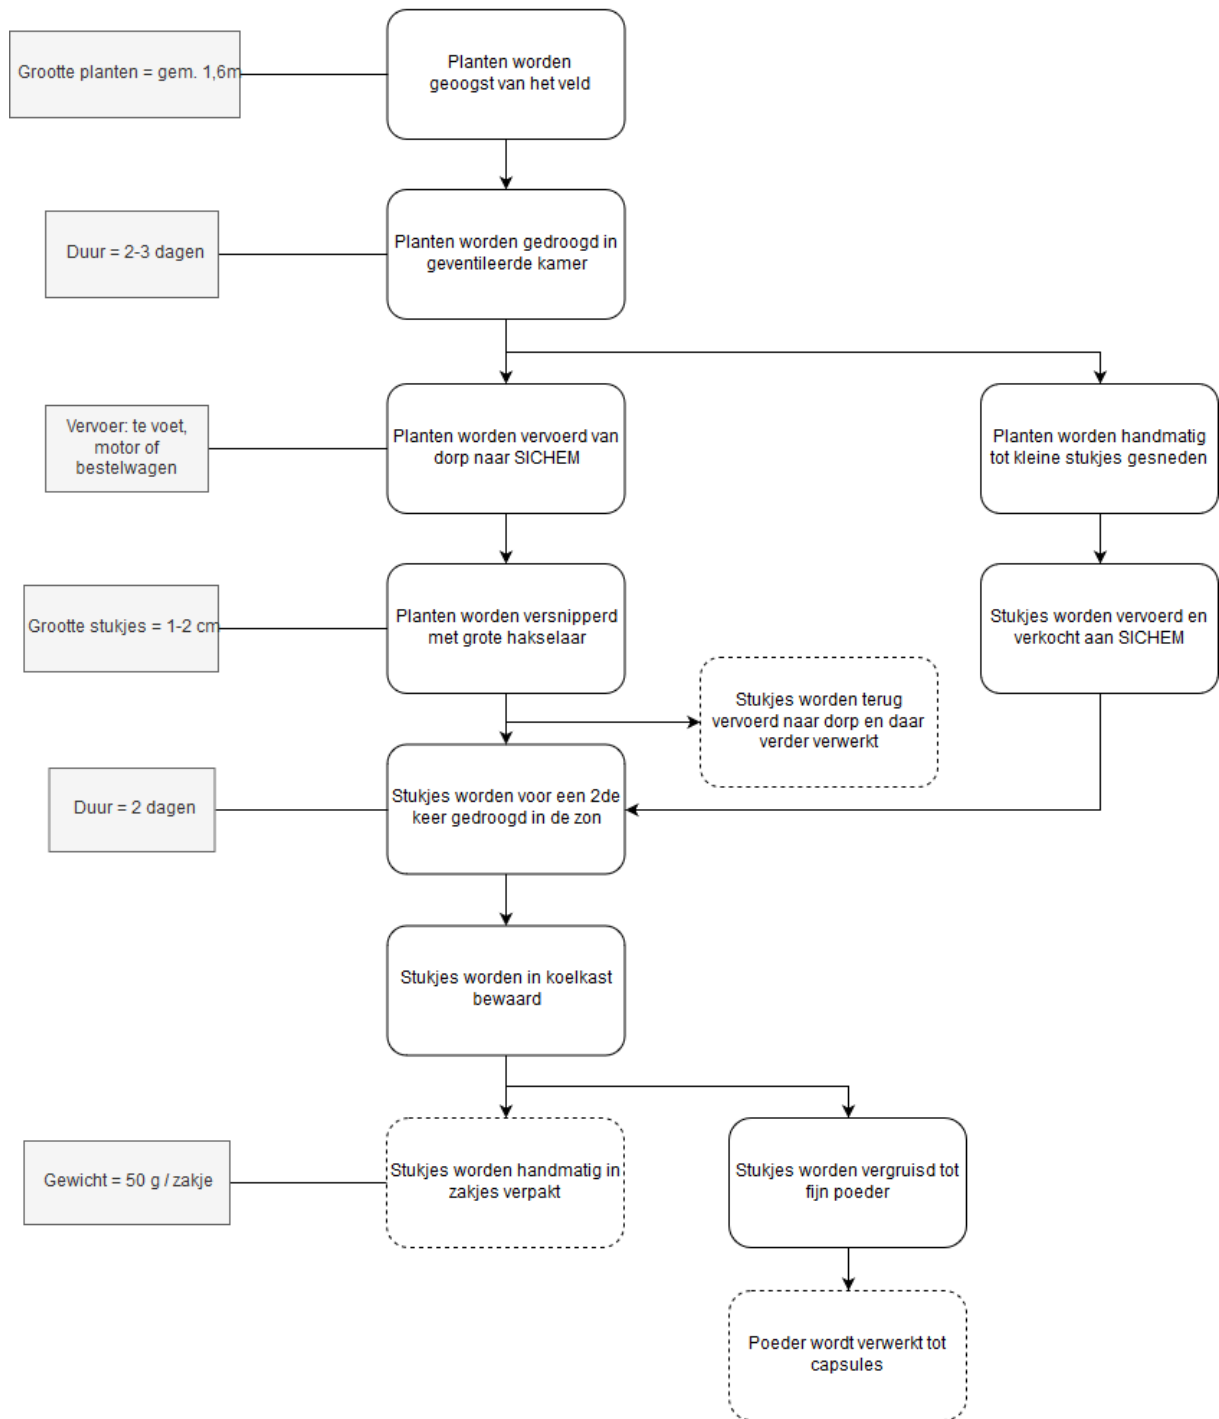 Planten worden
geoogst van het veld
Grootte planten = gem. 1,6m
Planten worden gedroogd in
geventileerde kamer
Duur = 2-3 dagen
Vervoer: te voet,
motor of
bestelwagen
Planten worden vervoerd van
dorp naar SICHEM
Planten worden handmatig
tot kleine stukjes gesneden
Grootte stukjes = 1-2 cm
Planten worden versnipperd
met grote hakselaar
Stukjes worden vervoerd en
verkocht aan SICHEM
Stukjes worden terug
vervoerd naar dorp en daar
verder verwerkt
Duur = 2 dagen
Stukjes worden voor een 2de
keer gedroogd in de zon
Stukjes worden in koelkast
bewaard
Gewicht = 50 g / zakje
Stukjes worden handmatig in
zakjes verpakt
Stukjes worden vergruisd tot
fijn poeder
Poeder wordt verwerkt tot
capsules